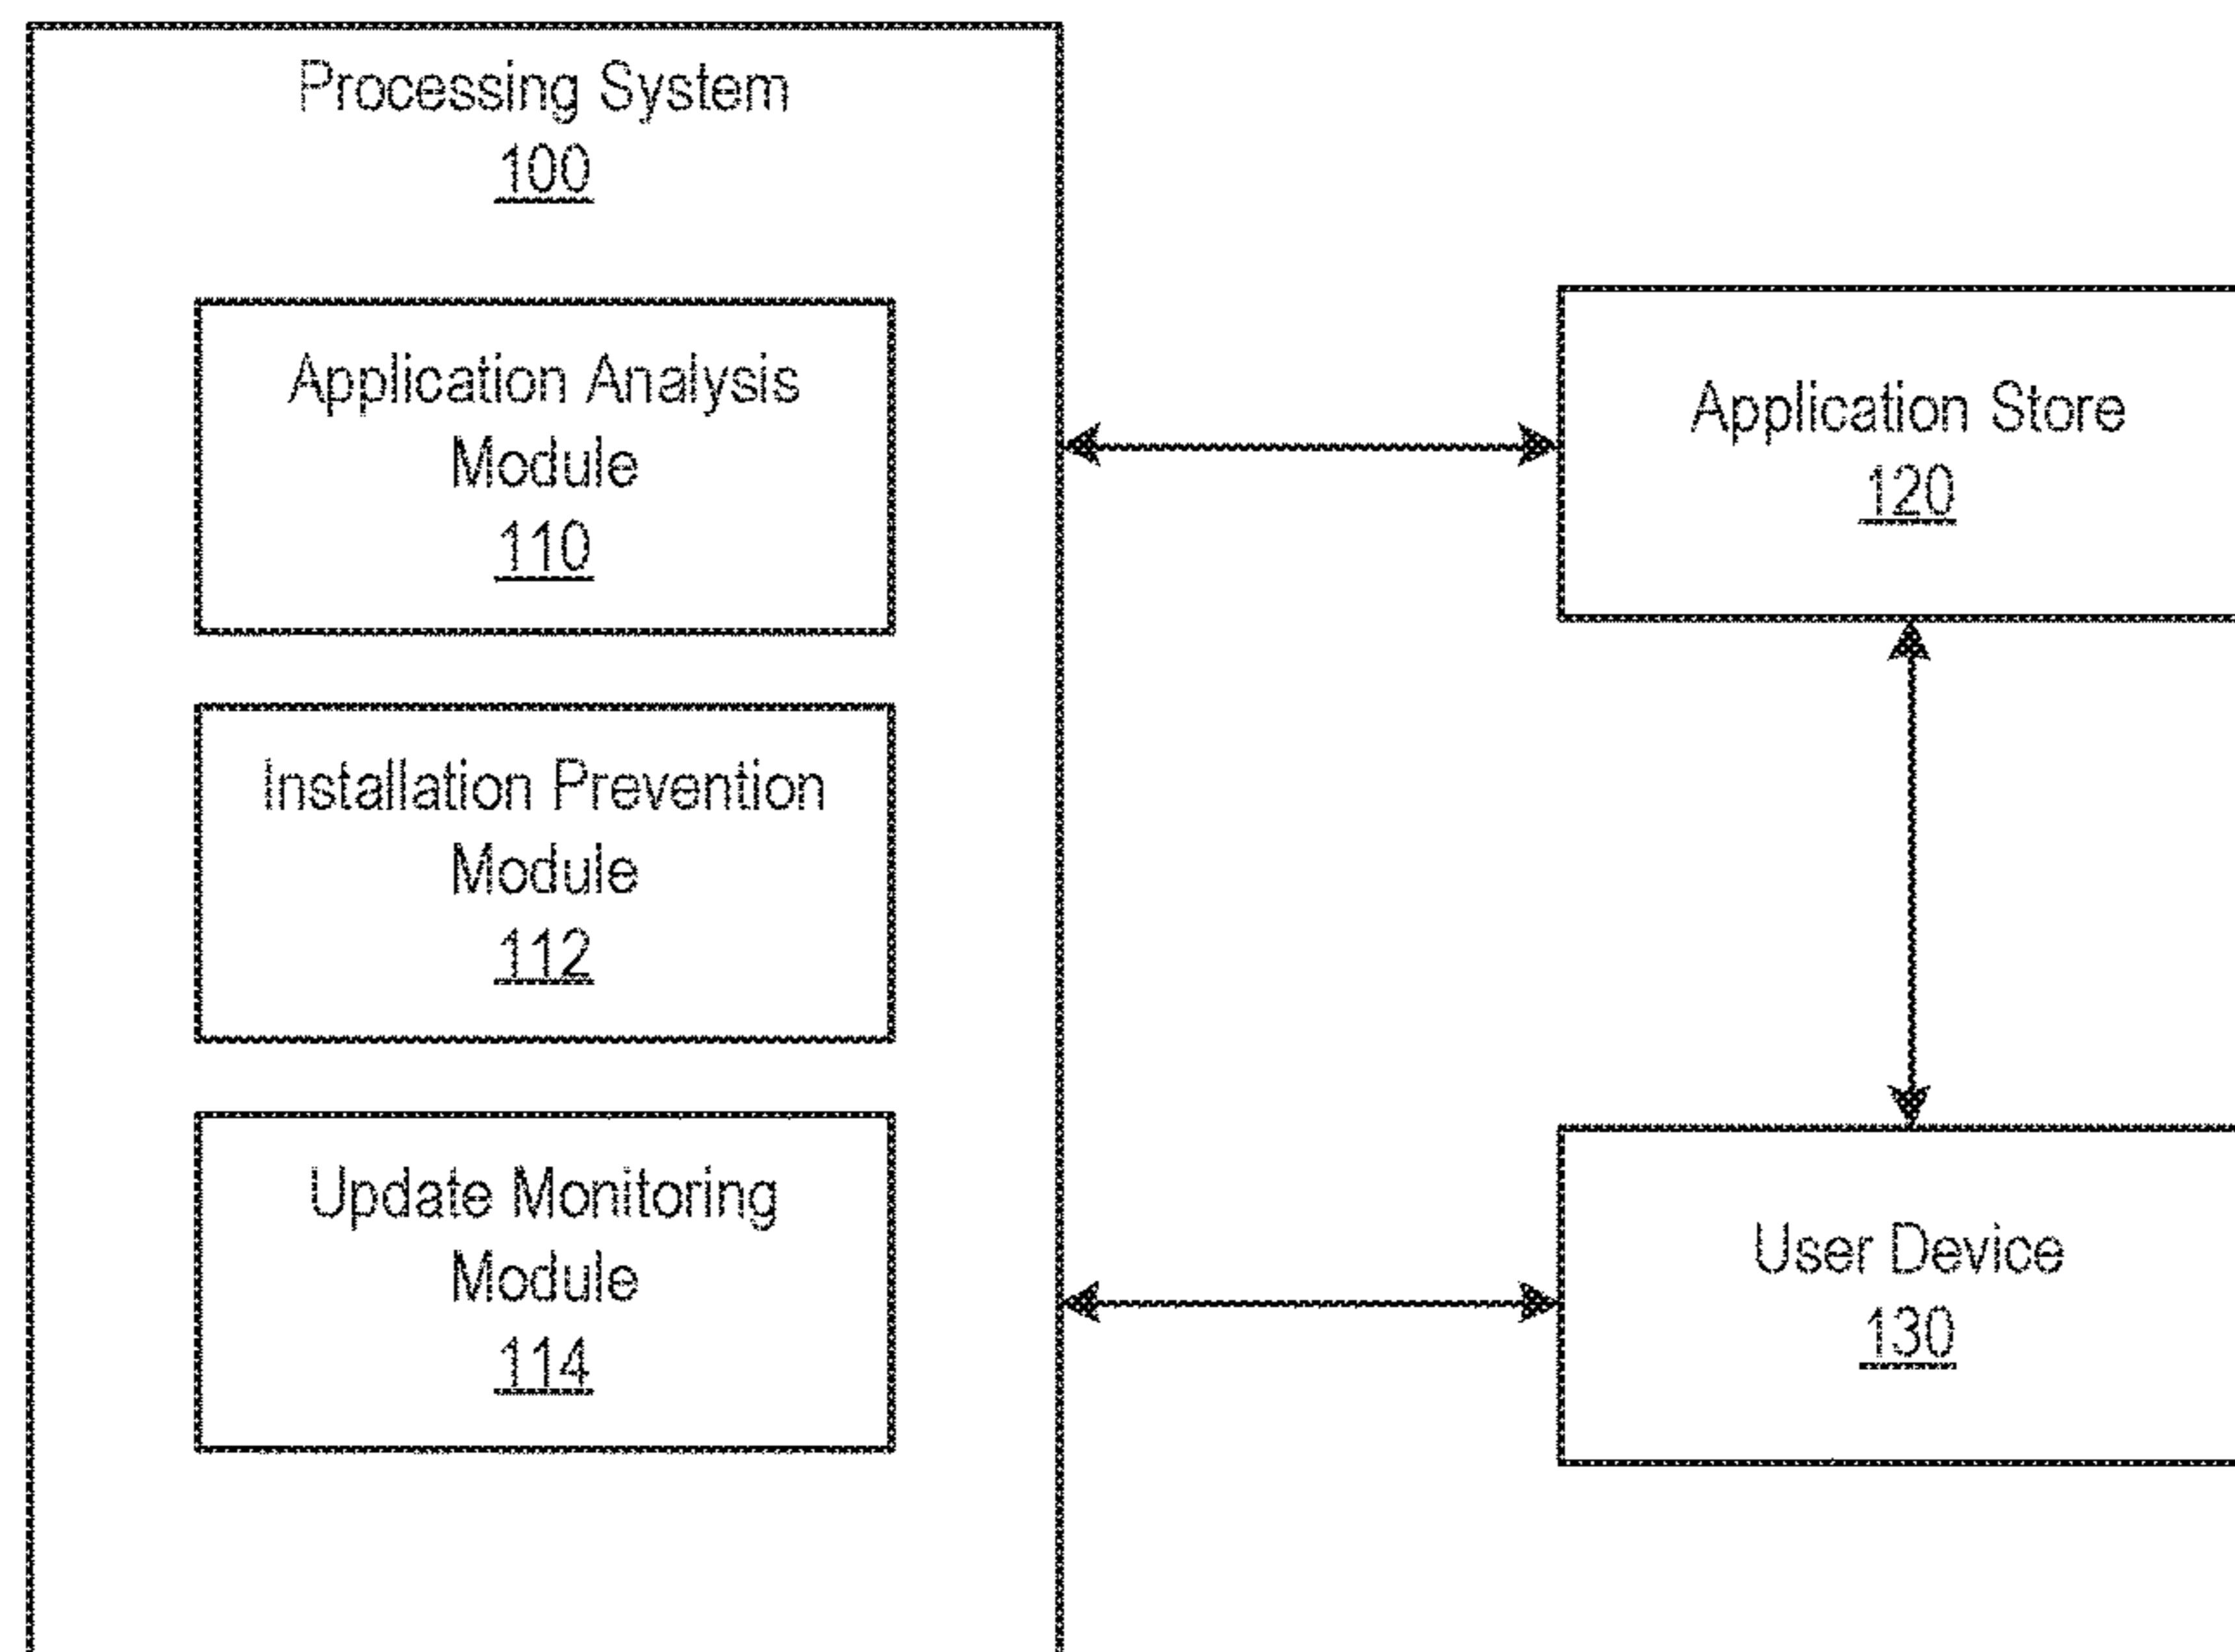 Processing System
100
Application Analysis
Module
110
Installation Prevention
Module
112
Update Monitoring
Module
114
Application Store
120
User Device
130